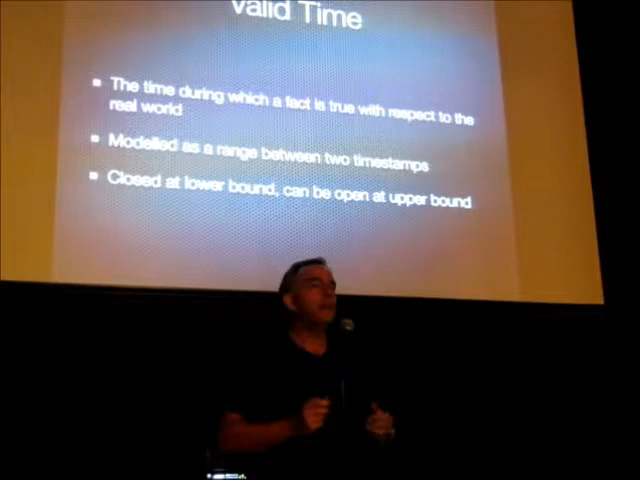 Valid Time
The time during which a fact is true with respect to the
real world
Modelled as a range between two timestamps
Closed at lower bound, can be open at upper bound